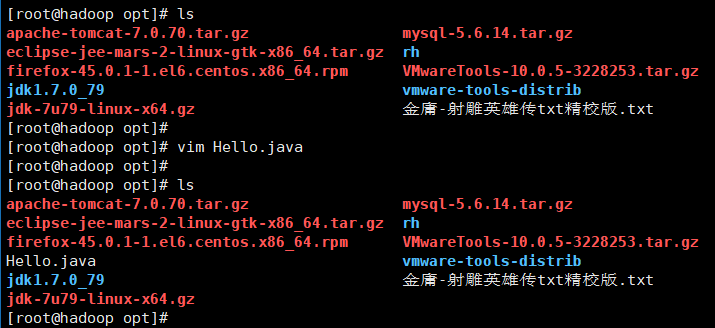 [root@hadoop opt]# ls
apache-tomcat-7.0.70.tar.gz mysql-5.6.14.tar.gz
eclipse-jee-mars-2-linux-gtk-x86_64.tar.gz rh
firefox-45.0.1-1.el6.centos.x86_64.rpm VMwareTools-10.0.5-3228253.tar.gz
jdk1.7.0_79 vmware-tools-distrib
jdk-7u79-linux-x64.gz 金庸-射雕英雄传txt精校版.txt
[root@hadoop opt]#
[root@hadoop opt]# vim Hello.java
[root@hadoop opt]#
[root@hadoop opt]# ls
apache-tomcat-7.0.70.tar.gz mysql-5.6.14.tar.gz
eclipse-jee-mars-2-linux-gtk-x86_64.tar.gz rh
firefox-45.0.1-1.el6.centos.x86_64.rpm VMwareTools-10.0.5-3228253.tar.gz
Hello.java vmware-tools-distrib
jdk1.7.0_79 金庸-射雕英雄传txt精校版.txt
jdk-7u79-linux-x64.gz
[root@hadoop opt]#